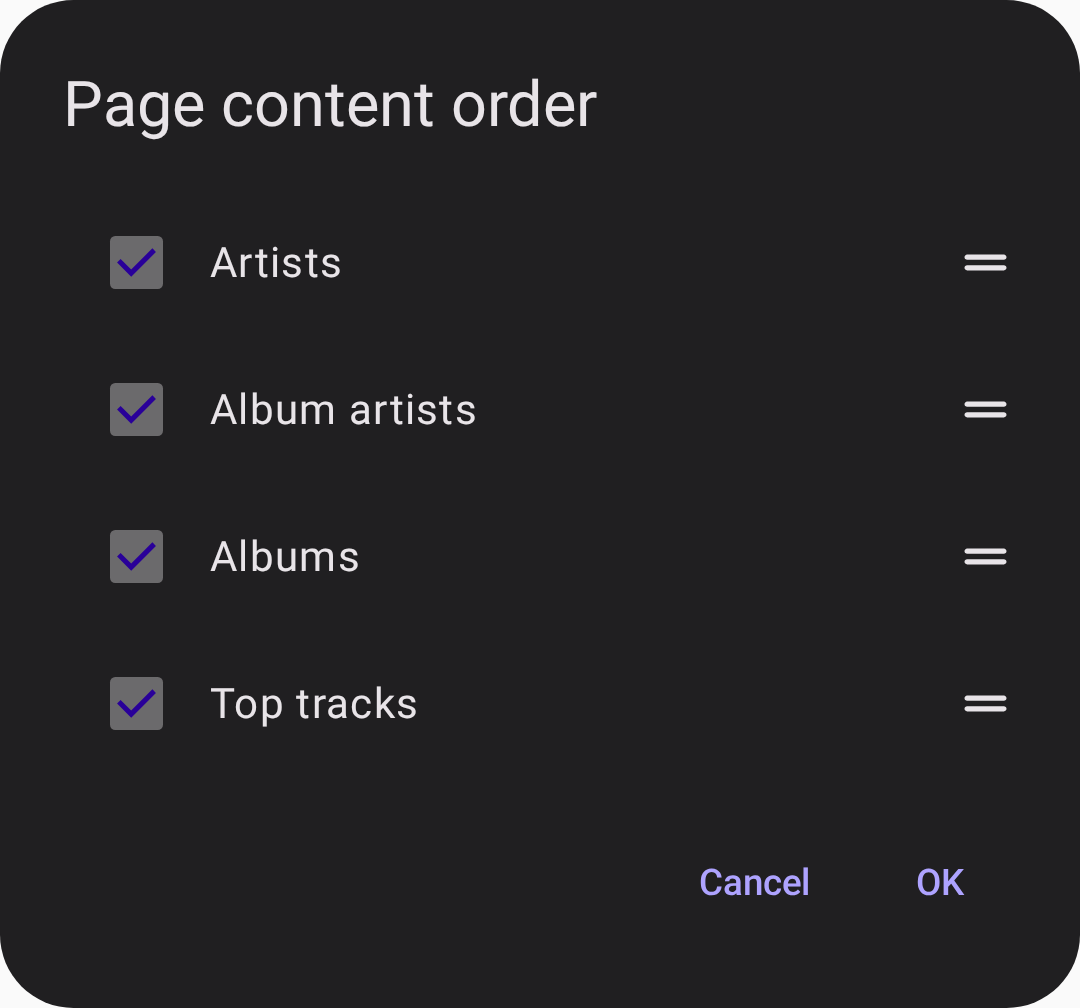 Page content order
Artists
Album artists
Albums
Top tracks
Cancel OK